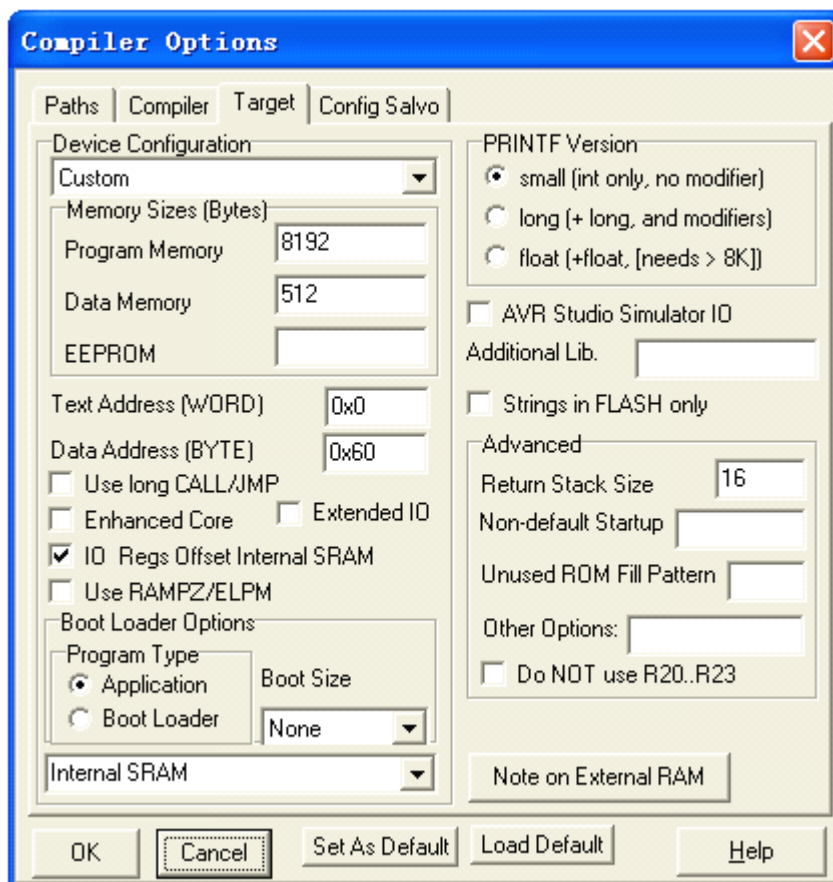 Compiler Options
Paths
Compiler
Target
Config Salvo
Device Configuration
Custom
Memory Sizes (Bytes)
Program Memory
8192
Data Memory
512
EEPROM
Text Address (WORD)
0x0
Data Address (BYTE)
0x60
Use long CALL/JMP
Enhanced Core
Extended IO
IO Regs Offset Internal SRAM
Use RAMPZ/ELPM
Boot Loader Options
Program Type
Application
Boot Loader
Boot Size
None
Internal SRAM
PRINTF Version
small (int only, no modifier)
long (+ long, and modifiers)
float (+float, [needs > 8K])
AVR Studio Simulator IO
Additional Lib.
Strings in FLASH only
Advanced
Return Stack Size
16
Non-default Startup
Unused ROM Fill Pattern
Other Options:
Do NOT use R20..R23
Note on External RAM
OK
Cancel
Set As Default
Load Default
Help